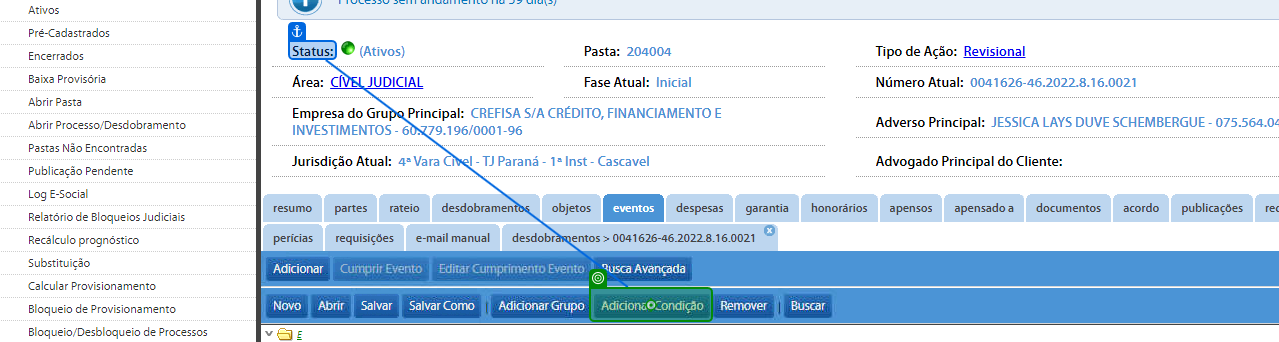 Ativos
Pré-Cadastrados
Encerrados
Baixa Provisória
Abrir Pasta
Abrir Processo/Desdobramento
Pastas Não Encontradas
Publicação Pendente
Log E-Social
Relatório de Bloqueios Judiciais
Recálculo prognóstico
Substituição
Calcular Provisionamento
Bloqueio de Provisionamento
Bloqueio/Desbloqueio de Processos
Processo sem andamento há 59 dia(s)
Status: (Ativos) Pasta: 204004 Tipo de Ação: Revisional
Área: CÍVEL JUDICIAL Fase Atual: Inicial Número Atual: 0041626-46.2022.8.16.0021
Empresa do Grupo Principal: CREFISA S/A CRÉDITO, FINANCIAMENTO E
INVESTIMENTOS - 60.779.196/0001-96
Adverso Principal: JESSICA LAYS DUVE SCHEMBERGUE - 075.564.04
Jurisdição Atual: 4ª Vara Cível - TJ Paraná - 1ª Inst - Cascavel Advogado Principal do Cliente:
resumo partes rateio desdobramentos objetos eventos despesas garantia honorários apensos apensado a documentos acordo publicações rec
perícias requisições e-mail manual desdobramentos > 0041626-46.2022.8.16.0021
Adicionar Cumprir Evento Editar Cumprimento Evento Busca Avançada
Novo Abrir Salvar Salvar Como | Adicionar Grupo Adicionar Condição Remover | Buscar
E